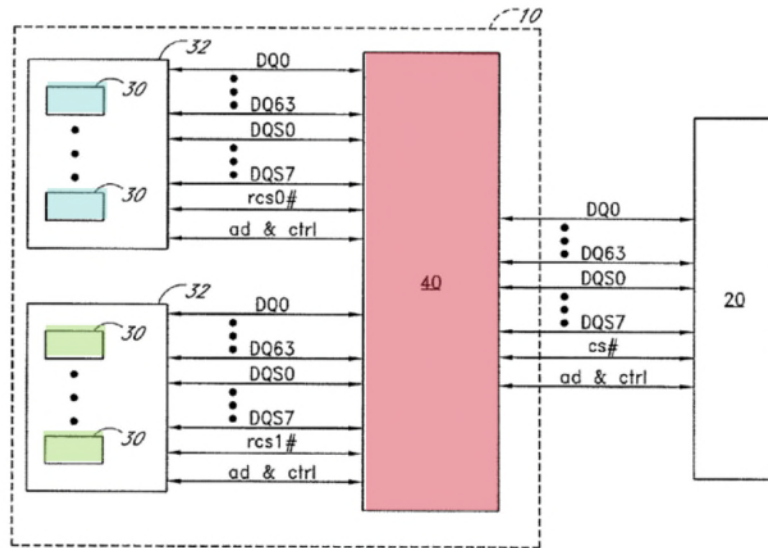 10
32
30
30
DQ0
DQ63
DQS0
DQS7
rcs0#
ad & ctrl
32
30
30
DQ0
DQ63
DQS0
DQS7
rcs1#
ad & ctrl
40
DQ0
DQ63
DQS0
DQS7
cs#
ad & ctrl
20